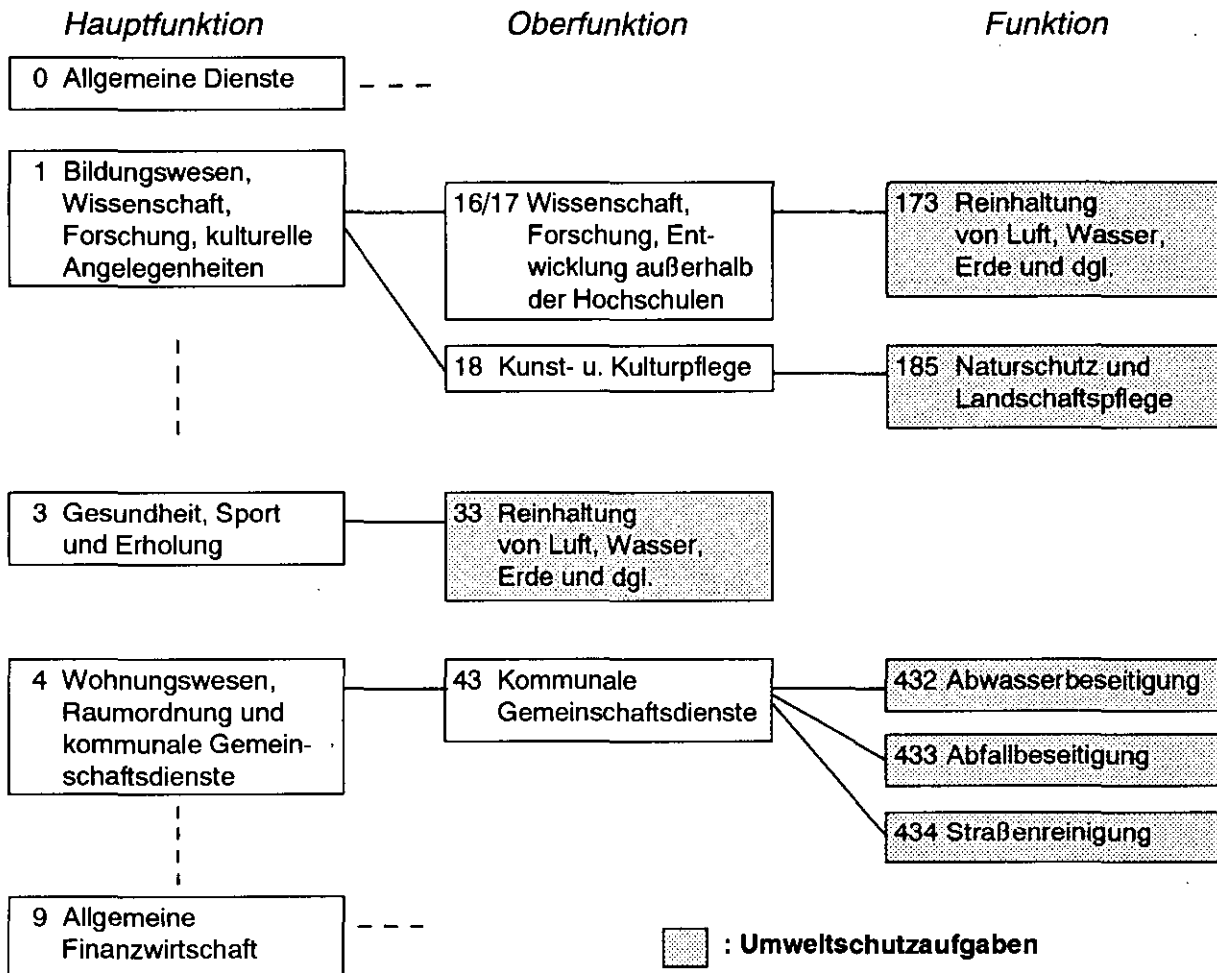 Hauptfunktion
Oberfunktion
Funktion
0 Allgemeine Dienste
1 Bildungswesen,
Wissenschaft,
Forschung, kulturelle
Angelegenheiten
16/17 Wissenschaft,
Forschung, Ent-
wicklung außerhalb
der Hochschulen
173 Reinhaltung
von Luft, Wasser,
Erde und dgl.
18 Kunst- u. Kulturpflege
185 Naturschutz und
Landschaftspflege
3 Gesundheit, Sport
und Erholung
33 Reinhaltung
von Luft, Wasser,
Erde und dgl.
4 Wohnungswesen,
Raumordnung und
kommunale Gemein-
schaftsdienste
43 Kommunale
Gemeinschaftsdienste
432 Abwasserbeseitigung
433 Abfallbeseitigung
434 Straßenreinigung
9 Allgemeine
Finanzwirtschaft
: Umweltschutzaufgaben